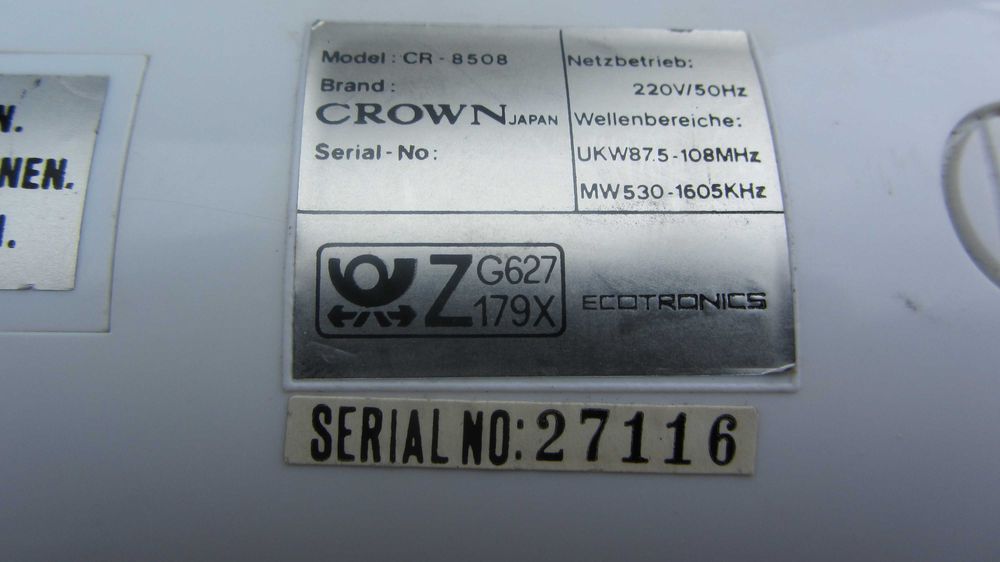 N.
NEN.
Model: CR-8508
Brand:
CROWN JAPAN
Serial-No:
Netzbetrieb:
220V/50Hz
Wellenbereiche:
UKW87.5-108MHz
MW530-1605KHz
Z G627
179X
ECOTRONICS
SERIAL NO: 27116